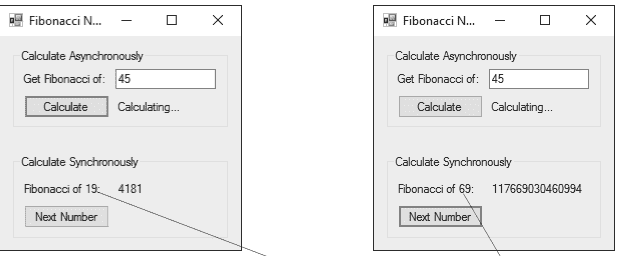 Fibonacci N...
Calculate Asynchronously
Get Fibonacci of: 45
Calculate Calculating...
Calculate Synchronously
Fibonacci of 19: 4181
Next Number
Fibonacci N...
Calculate Asynchronously
Get Fibonacci of: 45
Calculate Calculating...
Calculate Synchronously
Fibonacci of 69: 117669030460994
Next Number